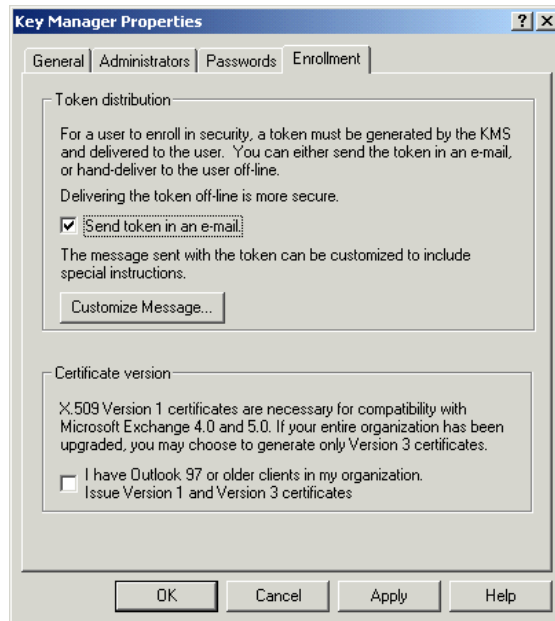 Key Manager Properties
General Administrators Passwords Enrollment
Token distribution
For a user to enroll in security, a token must be generated by the KMS
and delivered to the user.  You can either send the token in an e-mail,
or hand-deliver to the user off-line.
Delivering the token off-line is more secure.
Send token in an e-mail.
The message sent with the token can be customized to include
special instructions.
Customize Message...
Certificate version
X.509 Version 1 certificates are necessary for compatibility with
Microsoft Exchange 4.0 and 5.0. If your entire organization has been
upgraded, you may choose to generate only Version 3 certificates.
I have Outlook 97 or older clients in my organization.
Issue Version 1 and Version 3 certificates
OK Cancel Apply Help